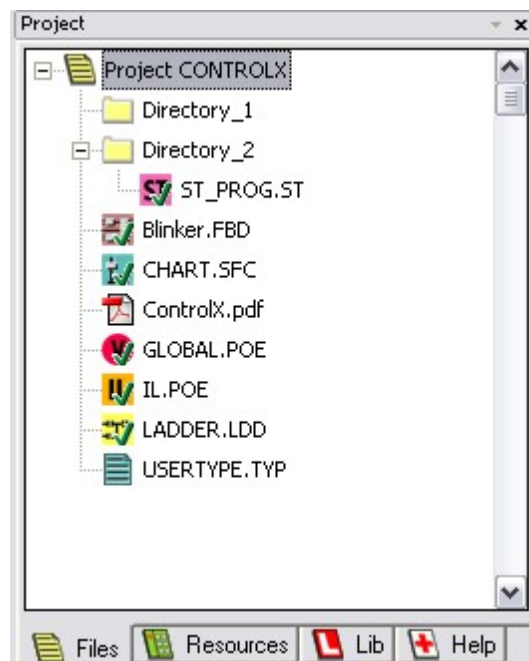 Project
Project CONTROLX
Directory_1
Directory_2
ST_PROG.ST
Blinker.FBD
CHART.SFC
ControlX.pdf
GLOBAL.POE
IL.POE
LADDER.LDD
USERTYPE.TYP
Files Resources Lib Help